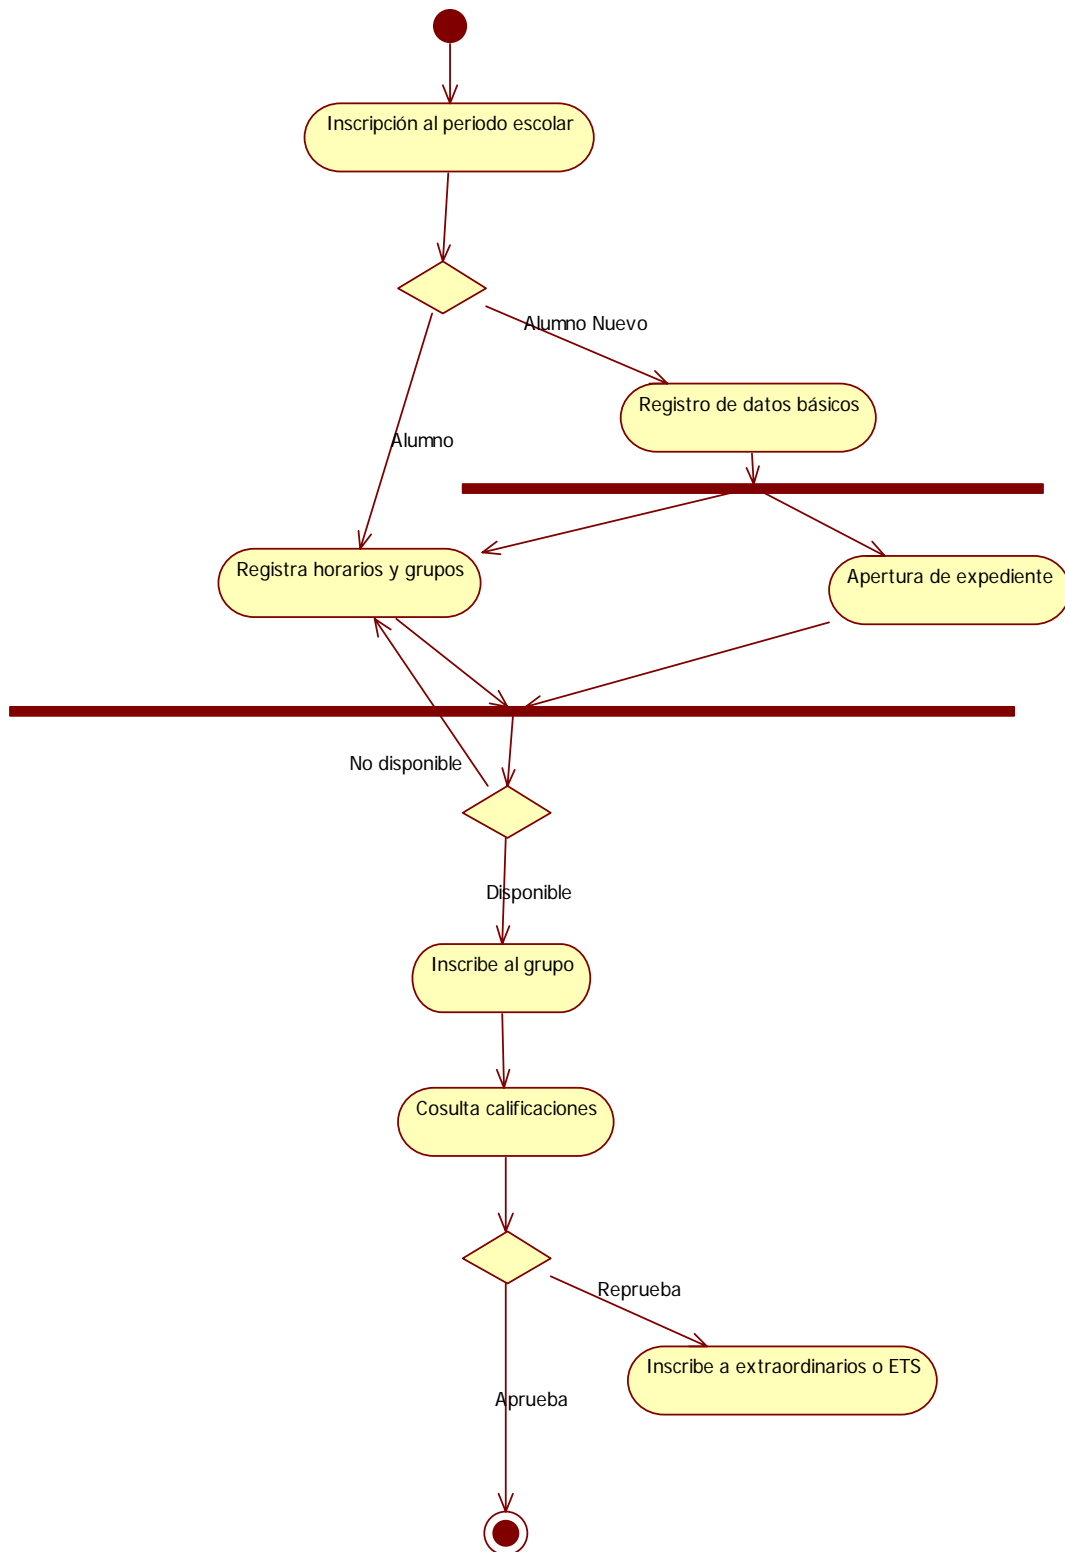 Inscripción al periodo escolar
Alumno Nuevo
Registro de datos básicos
Alumno
Registra horarios y grupos
Apertura de expediente
No disponible
Disponible
Inscribe al grupo
Cosulta calificaciones
Reprueba
Inscribe a extraordinarios o ETS
Aprueba